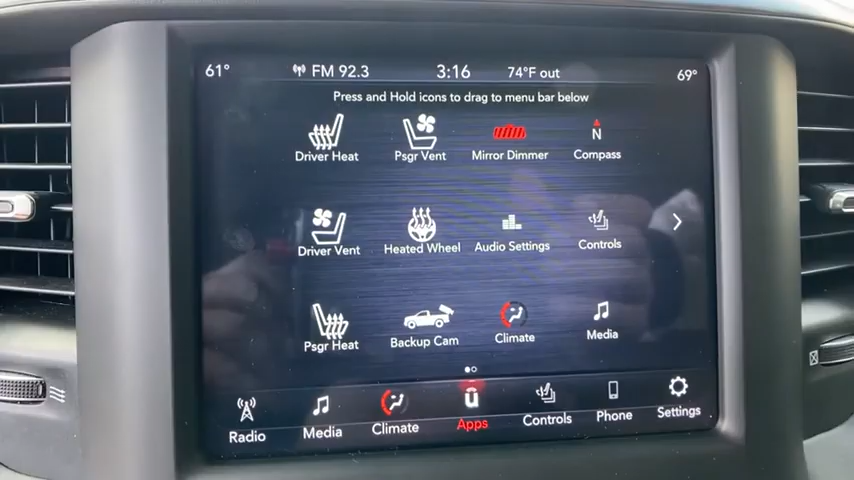 61° FM 92.3 3:16 74°F out 69°
Press and Hold icons to drag to menu bar below
Driver Heat Psgr Vent Mirror Dimmer N Compass
Driver Vent Heated Wheel Audio Settings Controls
Psgr Heat Backup Cam Climate Media
Radio Media Climate Apps Controls Phone Settings